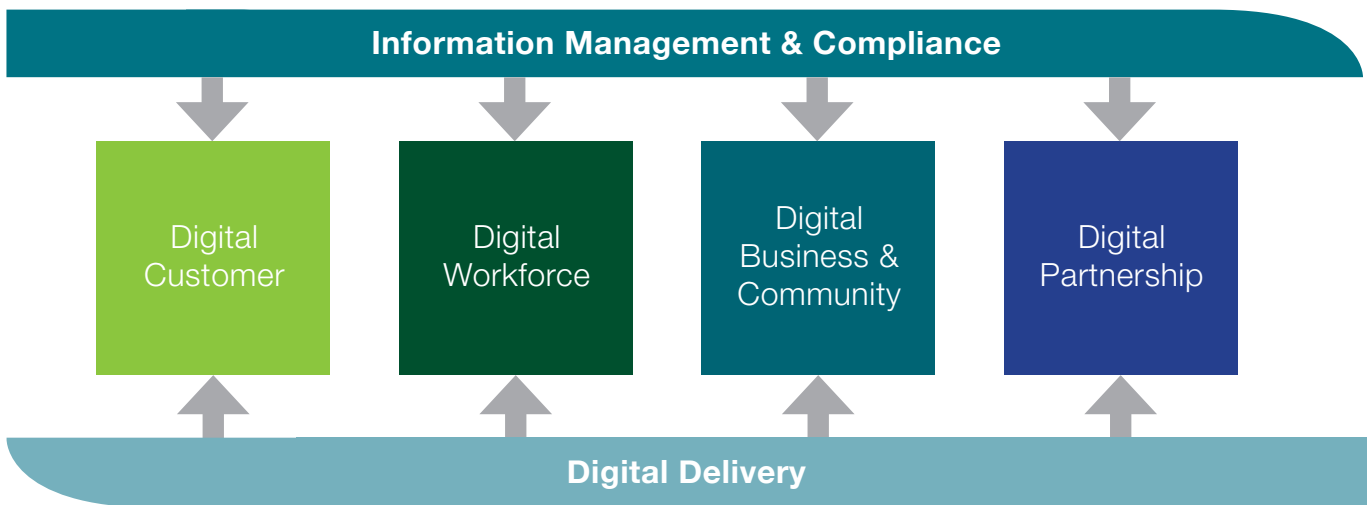 Information Management & Compliance
Digital
Customer
Digital
Workforce
Digital
Business &
Community
Digital
Partnership
Digital Delivery